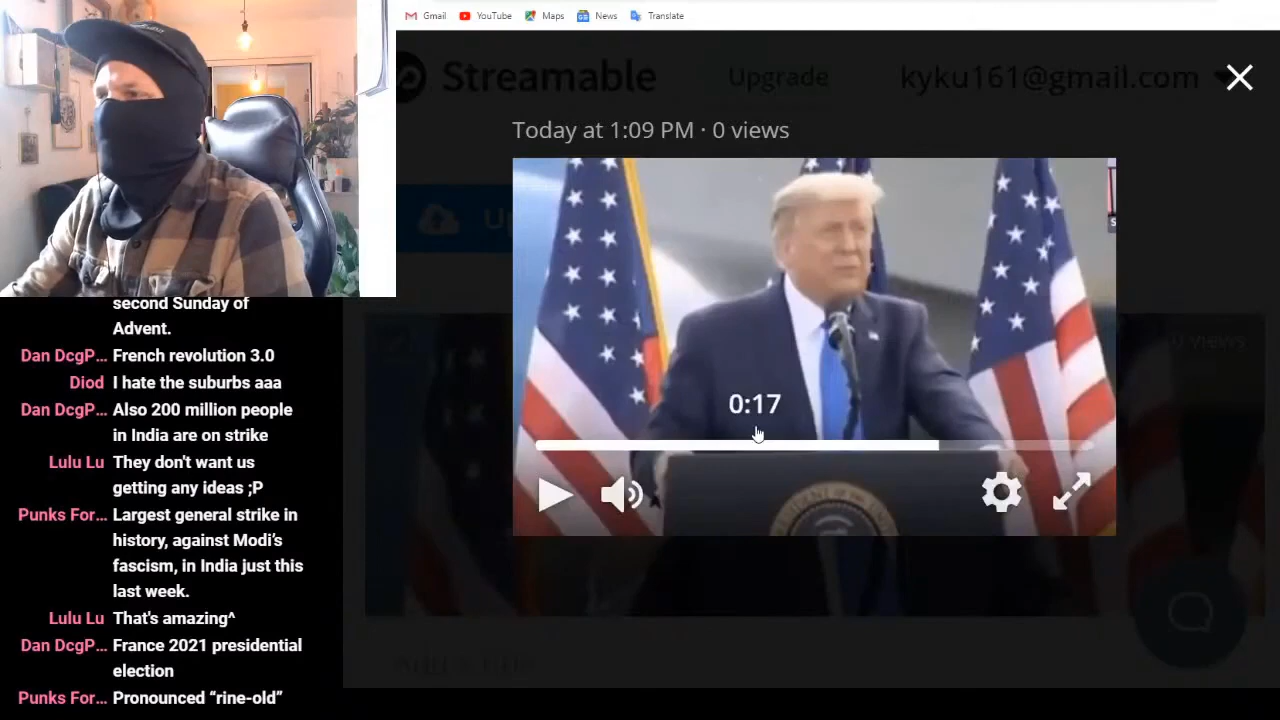 Gmail YouTube Maps News Translate
Streamable Upgrade kyku161@gmail.com
Today at 1:09 PM · 0 views
0 views
0:17
second Sunday of
Advent.
Dan DcgP... French revolution 3.0
Diod I hate the suburbs aaa
Dan DcgP... Also 200 million people
in India are on strike
Lulu Lu They don't want us
getting any ideas ;P
Punks For... Largest general strike in
history, against Modi's
fascism, in India just this
last week.
Lulu Lu That's amazing^
Dan DcgP... France 2021 presidential
election
Punks For... Pronounced “rine-old”